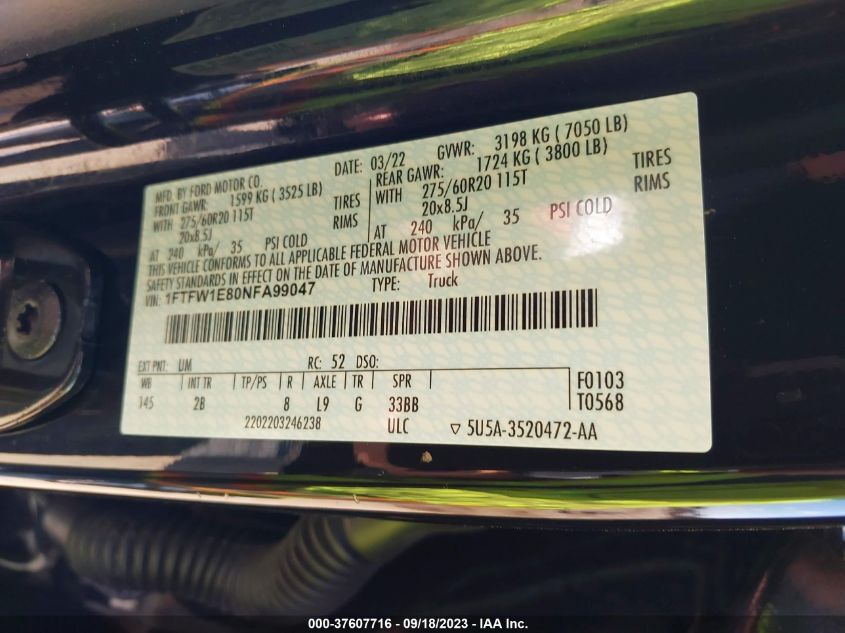 MFD. BY FORD MOTOR CO.
DATE: 03/22 GVWR: 3198 KG ( 7050 LB)
FRONT GAWR: 1599 KG ( 3525 LB) REAR GAWR: 1724 KG ( 3800 LB)
WITH 275/60R20 115T TIRES WITH 275/60R20 115T TIRES
20x8.5J RIMS 20x8.5J RIMS
AT 240 kPa/ 35 PSI COLD AT 240 kPa/ 35 PSI COLD
THIS VEHICLE CONFORMS TO ALL APPLICABLE FEDERAL MOTOR VEHICLE
SAFETY STANDARDS IN EFFECT ON THE DATE OF MANUFACTURE SHOWN ABOVE.
VIN: 1FTFW1E80NFA99047 TYPE: Truck
EXT PNT: UM RC: 52 DSO:
WB INT TR TP/PS R AXLE TR SPR
145 2B 8 L9 G 33BB
F0103
T0568
2202203246238 ULC ▽ 5U5A-3520472-AA
000-37607716 - 09/18/2023 - IAA Inc.